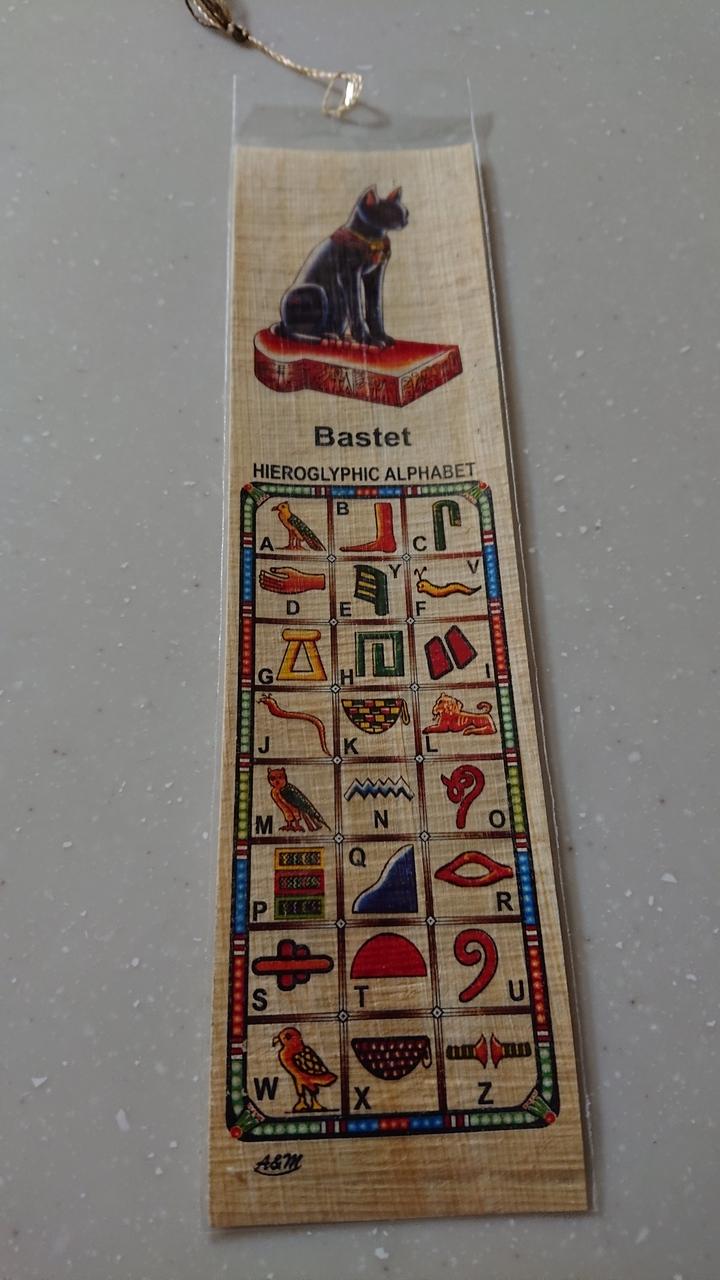 Bastet
HIEROGLYPHIC ALPHABET
A B C
D E Y F V
G H I
J K L
M N O
P Q R
S T U
W X Z
A&M